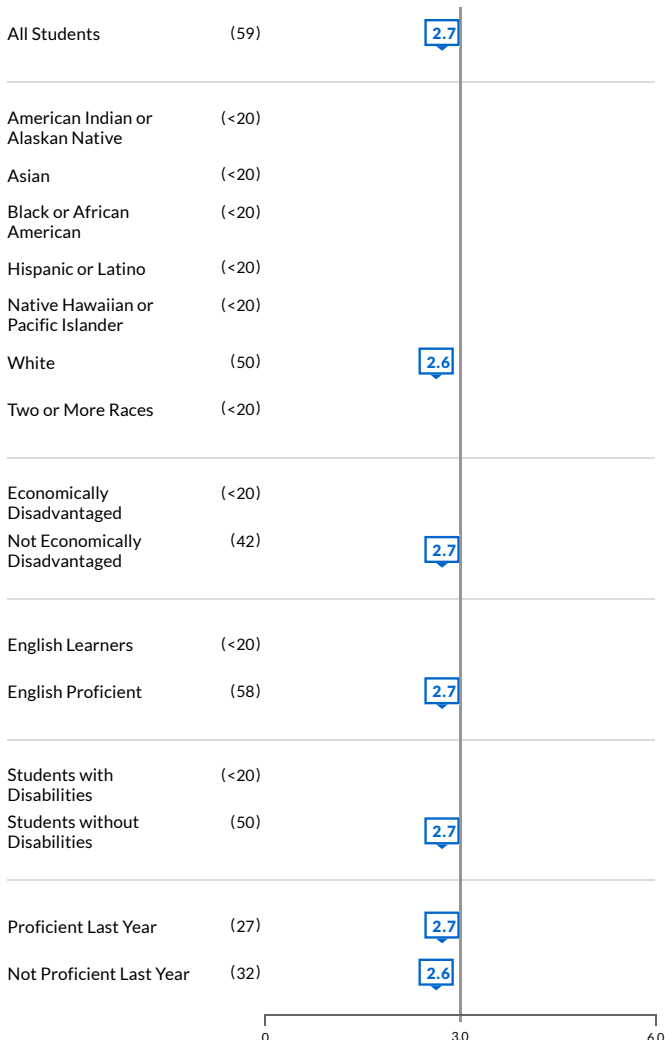 All Students (59) 2.7
American Indian or (<20)
Alaskan Native
Asian (<20)
Black or African (<20)
American
Hispanic or Latino (<20)
Native Hawaiian or (<20)
Pacific Islander
White (50) 2.6
Two or More Races (<20)
Economically (<20)
Disadvantaged
Not Economically (42) 2.7
Disadvantaged
English Learners (<20)
English Proficient (58) 2.7
Students with (<20)
Disabilities
Students without (50) 2.7
Disabilities
Proficient Last Year (27) 2.7
Not Proficient Last Year (32) 2.6
0 3.0 6.0